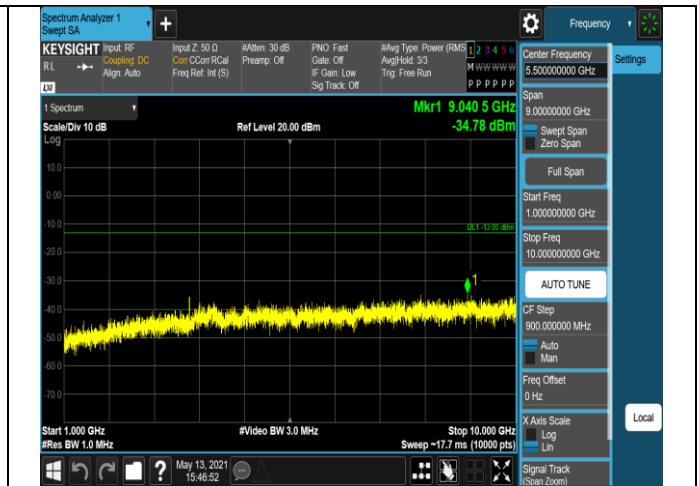 Spectrum Analyzer 1
Swept SA
Frequency
KEYSIGHT
RL
LXI
Input: RF
Coupling: DC
Align: Auto
Input Z: 50 Ω
Corr CCorr RCal
Freq Ref: Int (S)
#Atten: 30 dB
Preamp: Off
PNO: Fast
Gate: Off
IF Gain: Low
Sig Track: Off
#Avg Type: Power (RMS
Avg|Hold: 3/3
Trig: Free Run
1 2 3 4 5 6
M W W W W W
P P P P P P
1 Spectrum
Mkr1 9.040 5 GHz
Scale/Div 10 dB
Ref Level 20.00 dBm
-34.78 dBm
Log
10.0
0.00
-10.0
DL1 -13.00 dBm
-20.0
-30.0
1
-40.0
-50.0
-60.0
-70.0
Start 1.000 GHz
#Video BW 3.0 MHz
Stop 10.000 GHz
#Res BW 1.0 MHz
Sweep ~17.7 ms (10000 pts)
May 13, 2021
15:46:52
Center Frequency
5.500000000 GHz
Settings
Span
9.00000000 GHz
Swept Span
Zero Span
Full Span
Start Freq
1.000000000 GHz
Stop Freq
10.000000000 GHz
AUTO TUNE
CF Step
900.000000 MHz
Auto
Man
Freq Offset
0 Hz
X Axis Scale
Log
Lin
Local
Signal Track
(Span Zoom)